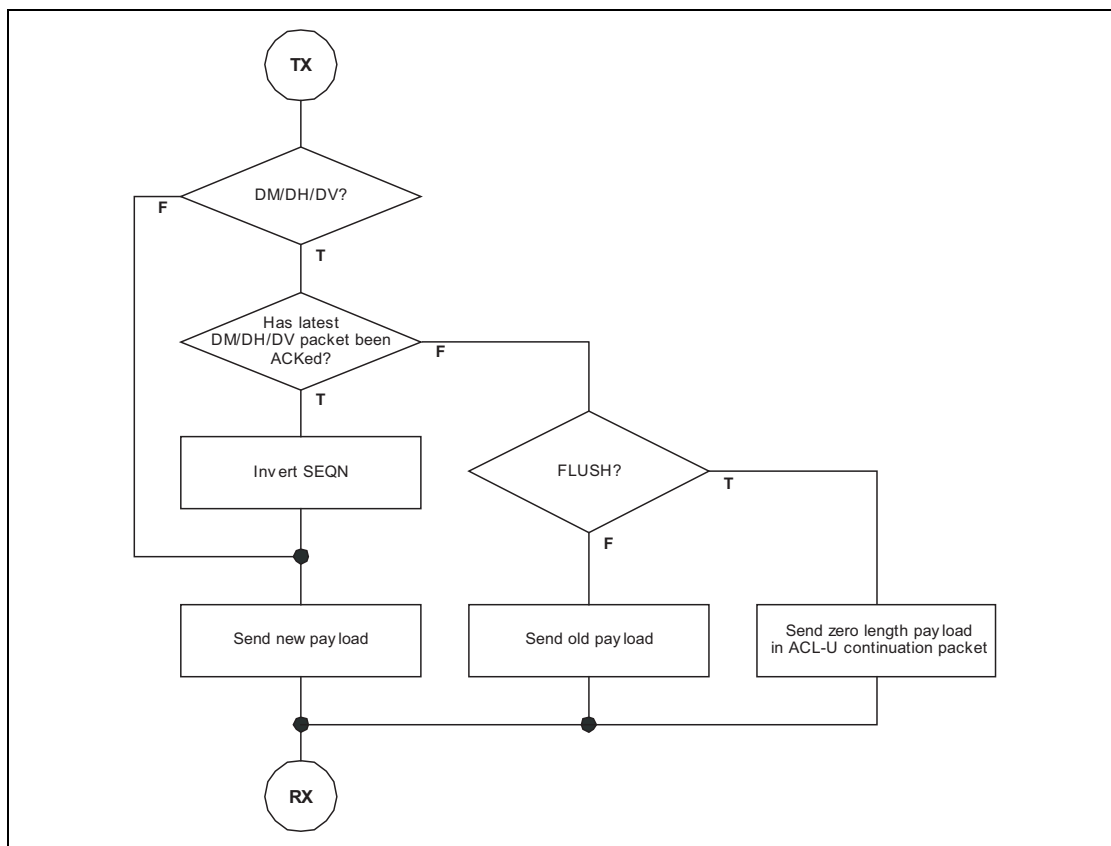 TX
DM/DH/DV?
F
T
Has latest
DM/DH/DV packet been
ACKed?
F
T
Invert SEQN
FLUSH?
T
F
Send new payload
Send old payload
Send zero length payload
in ACL-U continuation packet
RX